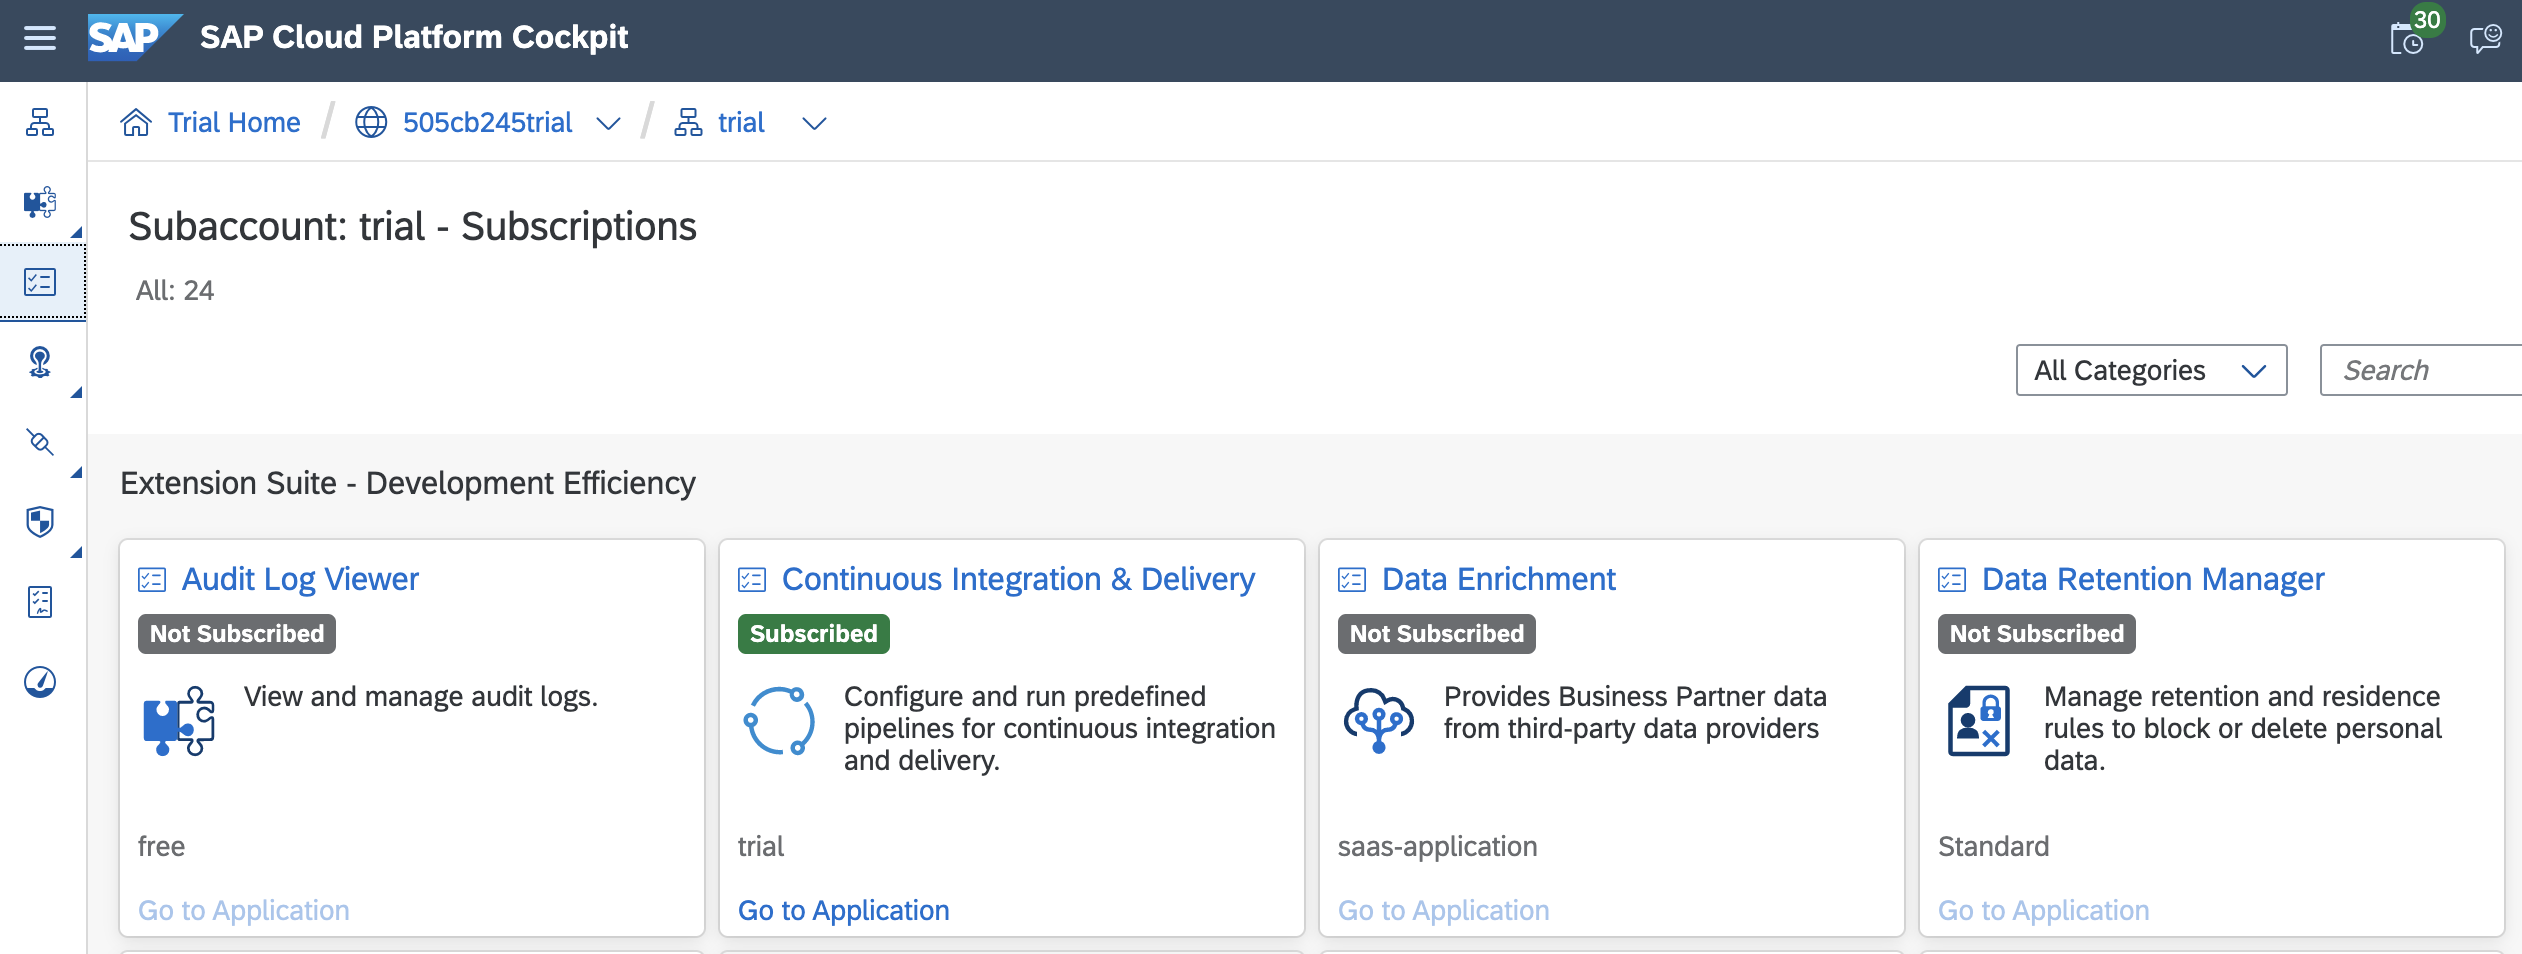 SAP SAP Cloud Platform Cockpit 30
Trial Home / 505cb245trial / trial
Subaccount: trial - Subscriptions
All: 24
All Categories Search
Extension Suite - Development Efficiency
Audit Log Viewer
Not Subscribed
View and manage audit logs.
free
Go to Application
Continuous Integration & Delivery
Subscribed
Configure and run predefined
pipelines for continuous integration
and delivery.
trial
Go to Application
Data Enrichment
Not Subscribed
Provides Business Partner data
from third-party data providers
saas-application
Go to Application
Data Retention Manager
Not Subscribed
Manage retention and residence
rules to block or delete personal
data.
Standard
Go to Application